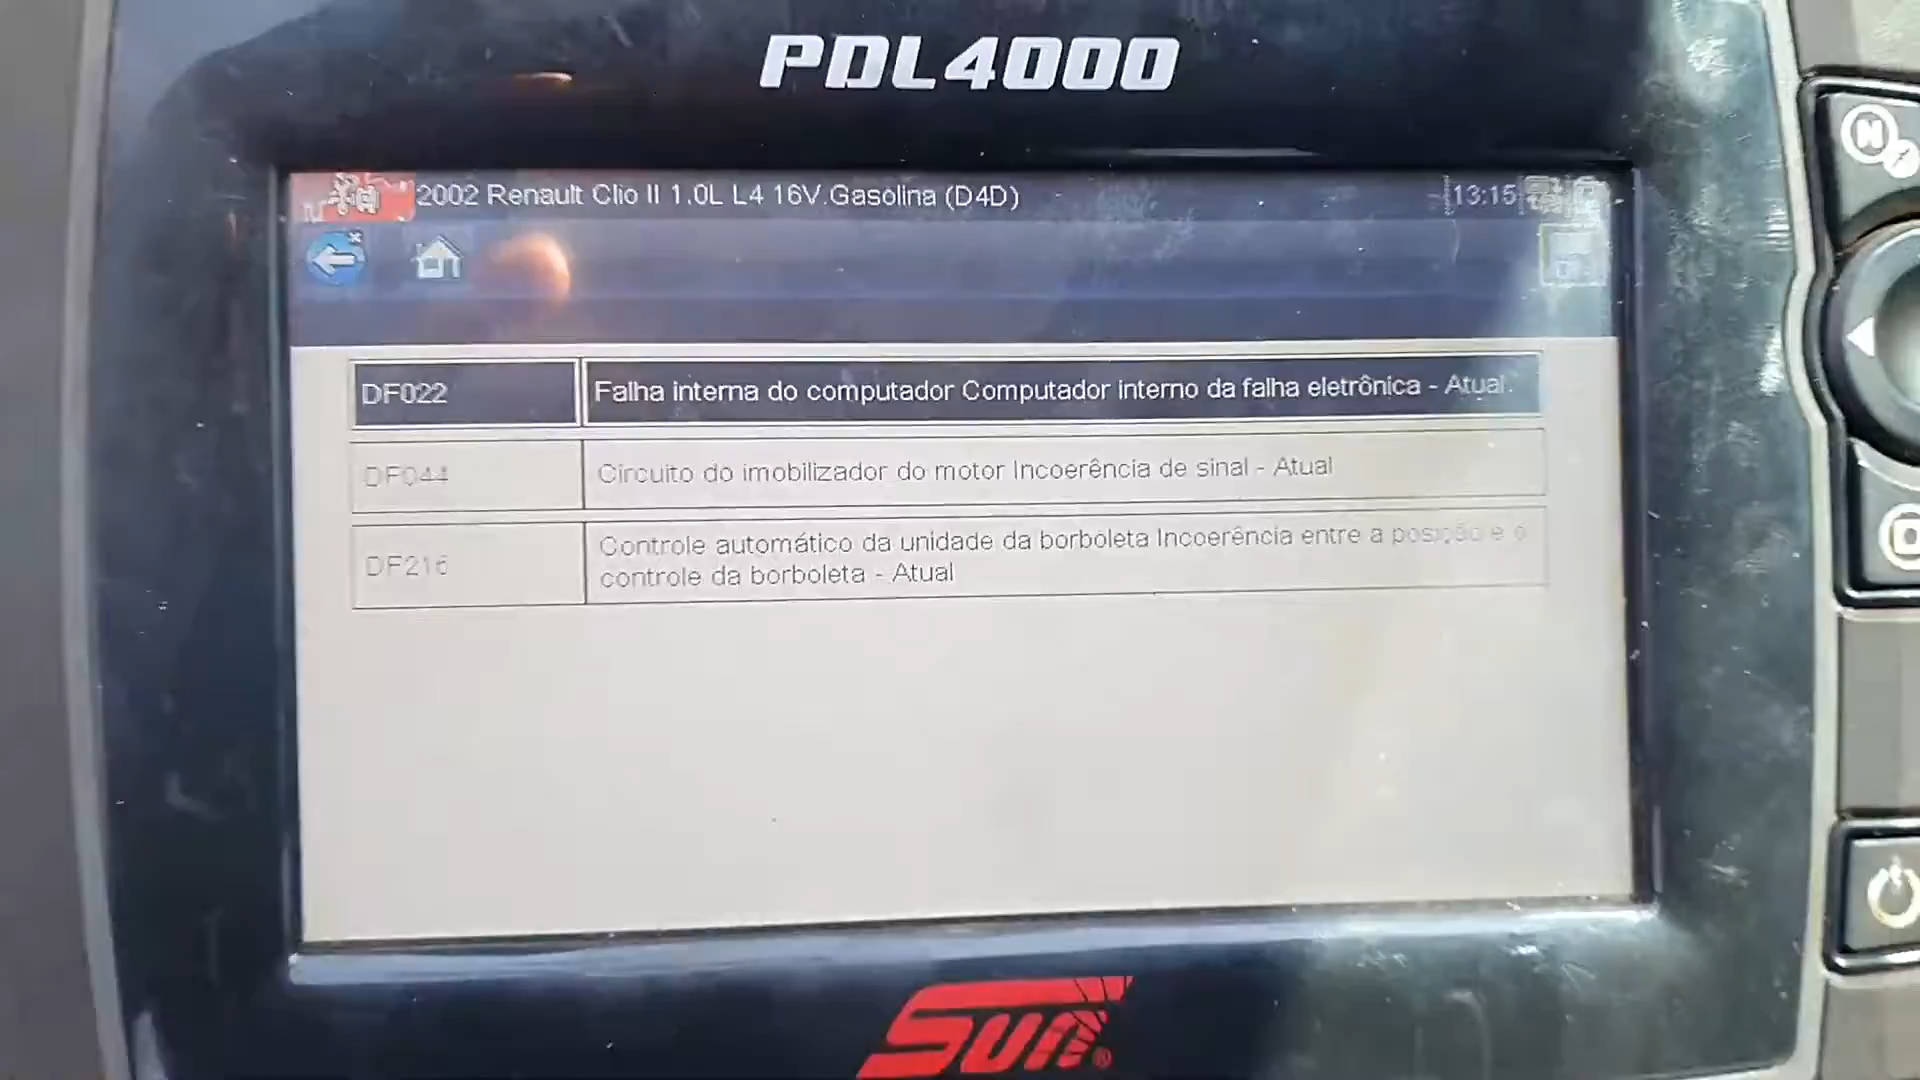 PDL4000
2002 Renault Clio II 1.0L L4 16V.Gasolina (D4D)
13:15
DF022
Falha interna do computador Computador interno da falha eletrônica - Atual.
DF044
Circuito do imobilizador do motor Incoerência de sinal - Atual
DF216
Controle automático da unidade da borboleta Incoerência entre a posição e o
controle da borboleta - Atual
N
Sun®